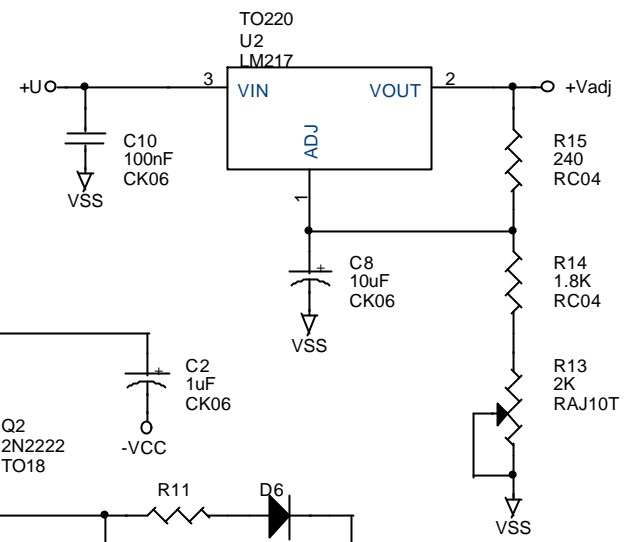 TO220
U2
LM217
+U
3
VIN
VOUT
2
+Vadj
ADJ
1
C10
100nF
CK06
VSS
R15
240
RC04
C8
10uF
CK06
VSS
R14
1.8K
RC04
C2
1uF
CK06
-VCC
R13
2K
RAJ10T
VSS
Q2
2N2222
TO18
R11
D6